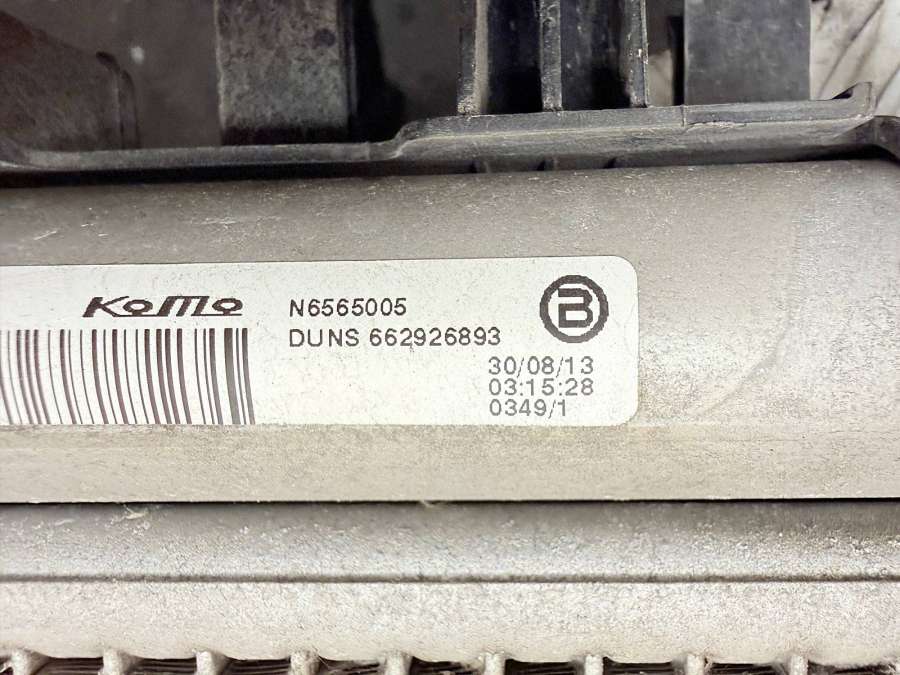 KoMo
N6565005
B
DUNS 662926893
30/08/13
03:15:28
0349/1